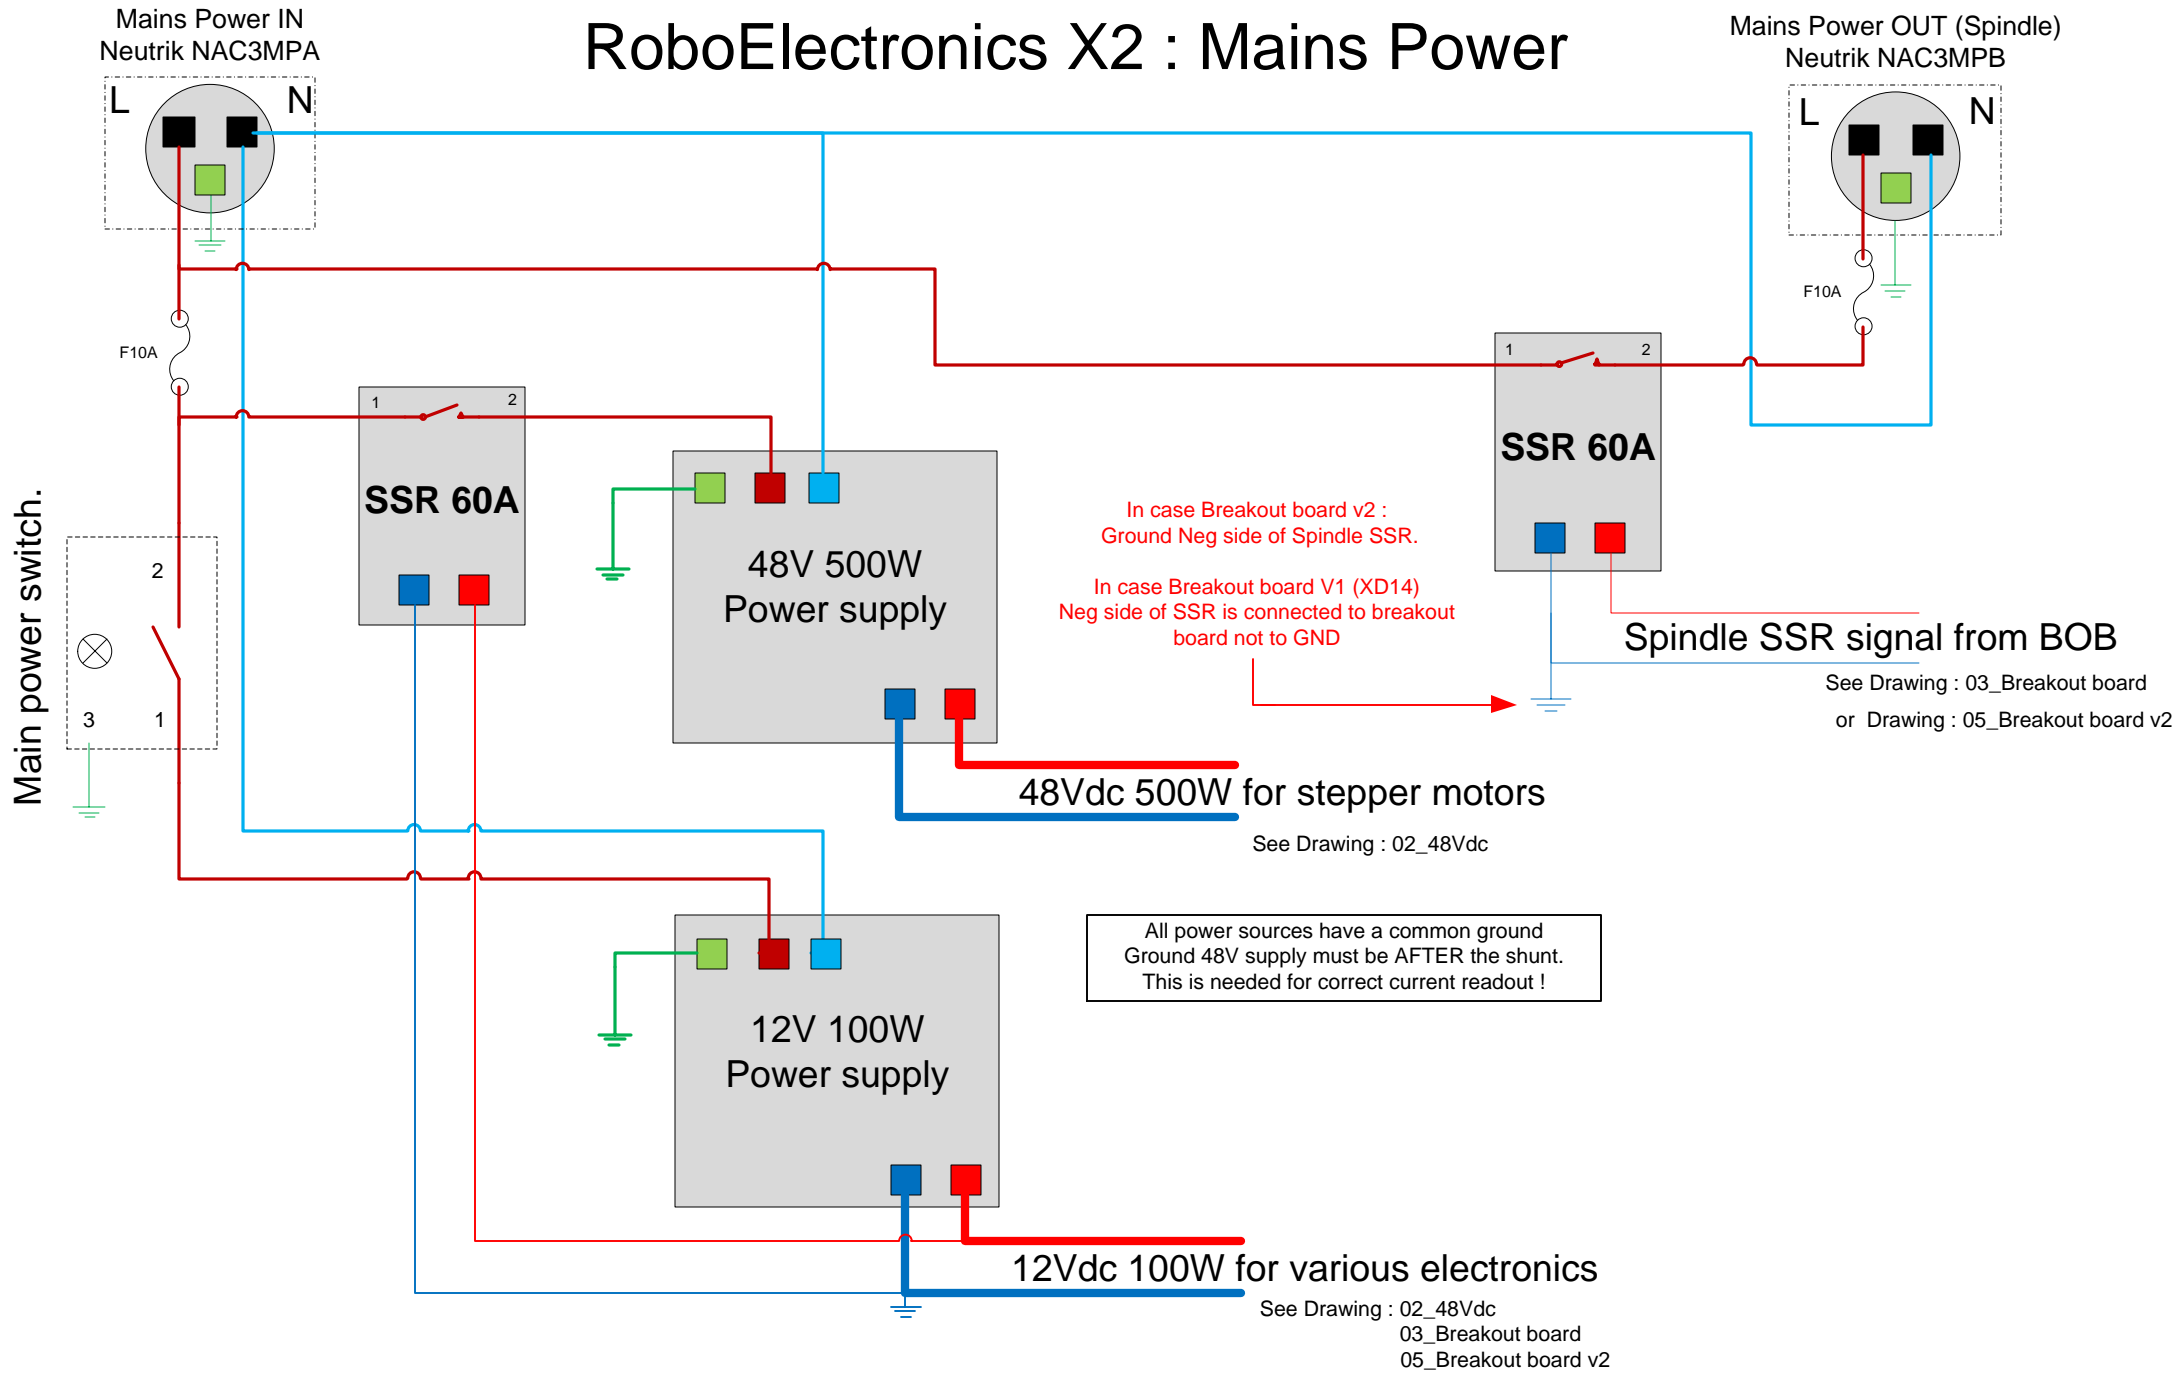 Mains Power IN
Neutrik NAC3MPA
RoboElectronics X2 : Mains Power
Mains Power OUT (Spindle)
Neutrik NAC3MPB
L
N
L
N
F10A
F10A
1
2
SSR 60A
1
2
SSR 60A
Main power switch.
2
3
1
48V 500W
Power supply
In case Breakout board v2 :
Ground Neg side of Spindle SSR.
In case Breakout board V1 (XD14)
Neg side of SSR is connected to breakout
board not to GND
Spindle SSR signal from BOB
See Drawing : 03_Breakout board
or Drawing : 05_Breakout board v2
48Vdc 500W for stepper motors
See Drawing : 02_48Vdc
All power sources have a common ground
Ground 48V supply must be AFTER the shunt.
This is needed for correct current readout !
12V 100W
Power supply
12Vdc 100W for various electronics
See Drawing : 02_48Vdc
03_Breakout board
05_Breakout board v2